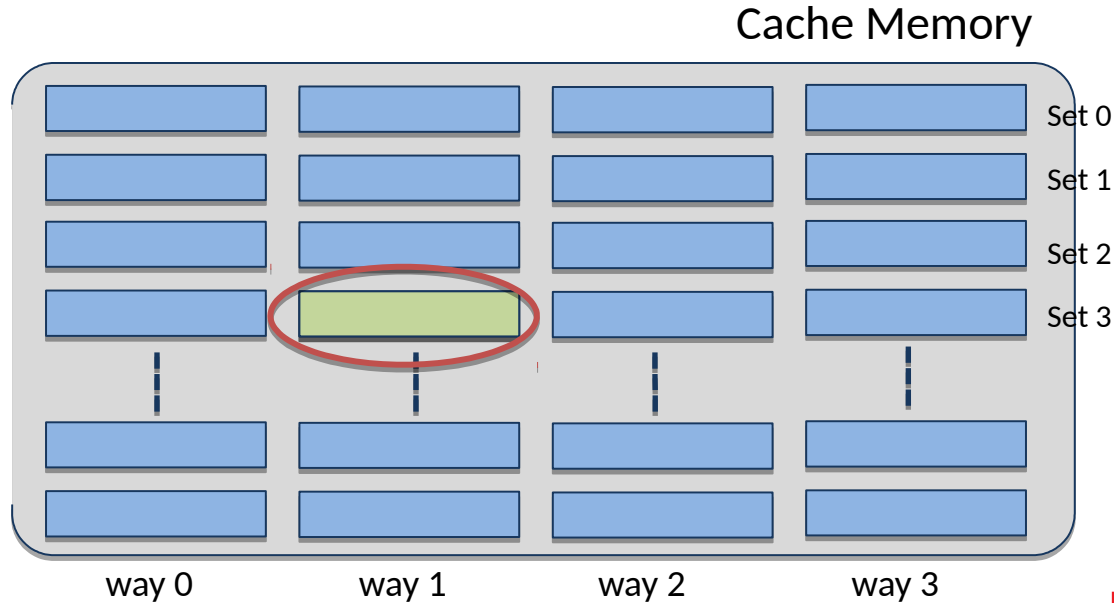 Cache Memory
Set 0
Set 1
Set 2
Set 3
way 0
way 1
way 2
way 3